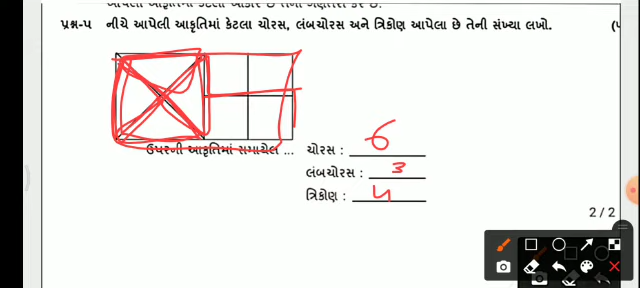 પ્રશ્ન-૫ નીચે આપેલી આકૃતિમાં કેટલા ચોરસ, લંબચોરસ અને ત્રિકોણ આપેલા છે તેની સંખ્યા લખો.
ઉપરની આકૃતિમાં સમાયેલ ... ચોરસ : 6
લંબચોરસ : 3
ત્રિકોણ : ૫
2/2